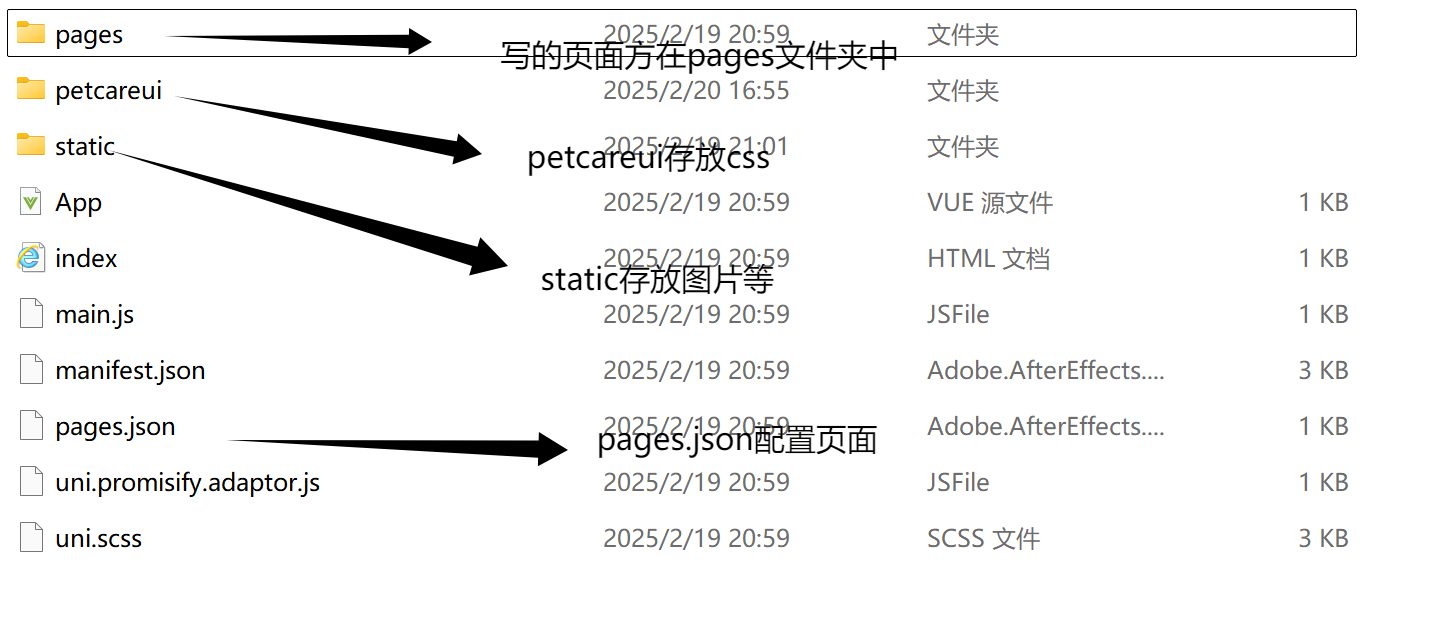 pages 2025/2/19 20:59 文件夹
写的页面方在pages文件夹中
petcareui 2025/2/20 16:55 文件夹
static 2025/2/19 21:01 文件夹
petcareui存放css
App 2025/2/19 20:59 VUE 源文件 1 KB
index 2025/2/19 20:59 HTML 文档 1 KB
static存放图片等
main.js 2025/2/19 20:59 JSFile 1 KB
manifest.json 2025/2/19 20:59 Adobe.AfterEffects.... 3 KB
pages.json 2025/2/19 20:59 Adobe.AfterEffects.... 1 KB
pages.json配置页面
uni.promisify.adaptor.js 2025/2/19 20:59 JSFile 1 KB
uni.scss 2025/2/19 20:59 SCSS 文件 3 KB